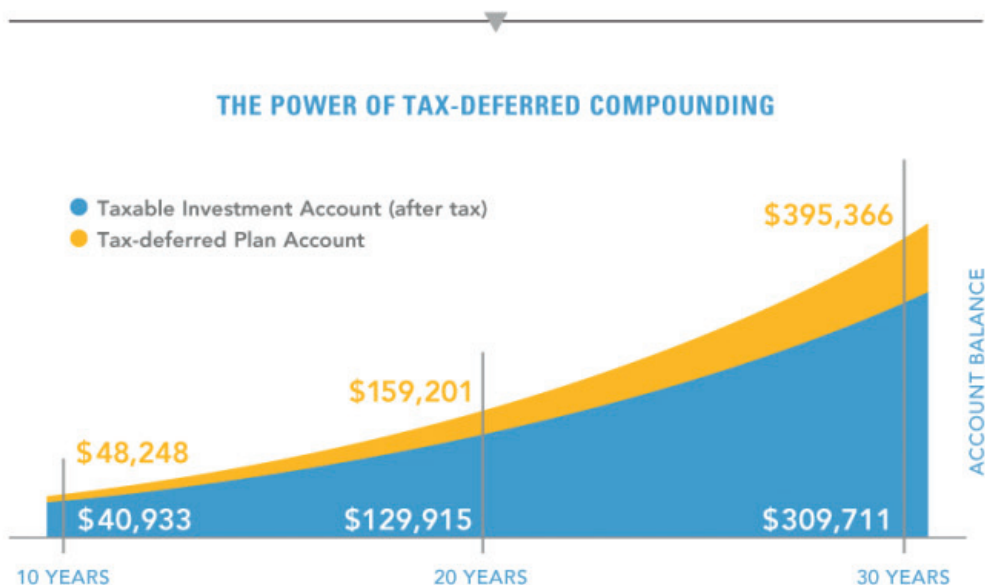 THE POWER OF TAX-DEFERRED COMPOUNDING
Taxable Investment Account (after tax)
Tax-deferred Plan Account
$395,366
$159,201
$48,248
$40,933
$129,915
$309,711
10 YEARS
20 YEARS
30 YEARS
ACCOUNT BALANCE